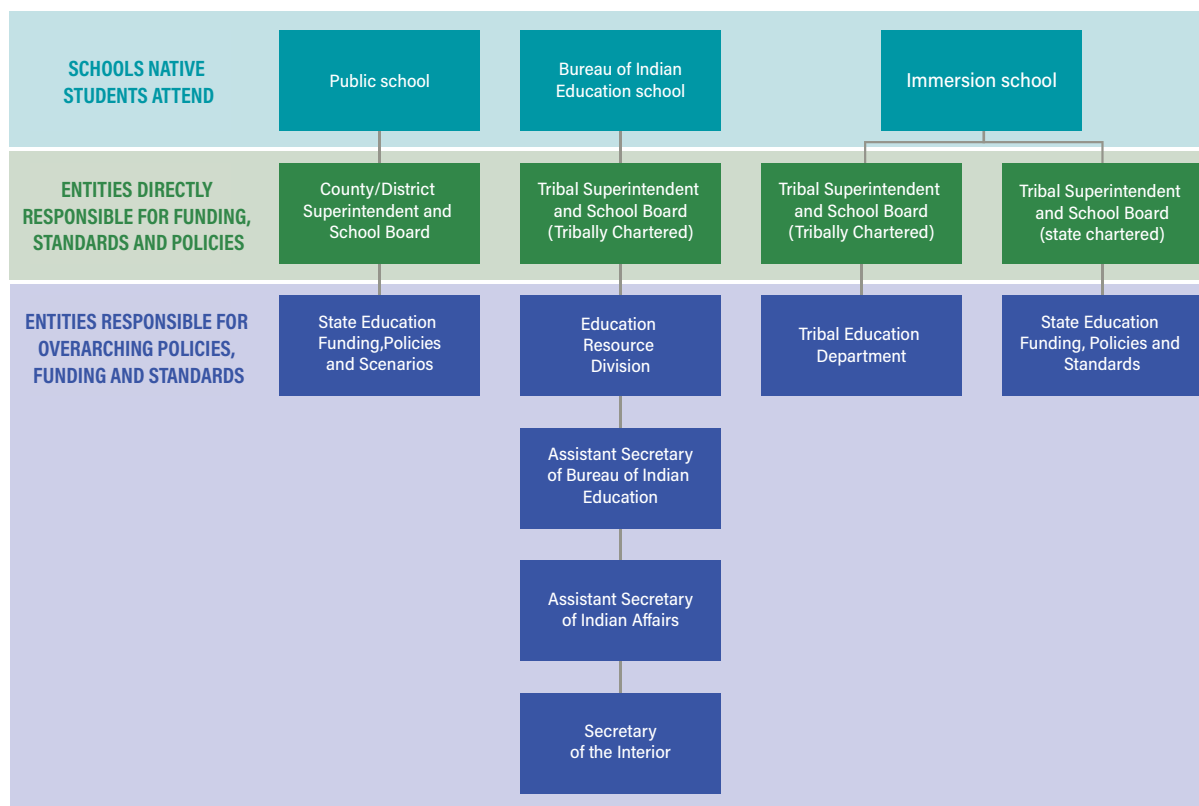 SCHOOLS NATIVE
STUDENTS ATTEND
Public school
Bureau of Indian
Education school
Immersion school
ENTITIES DIRECTLY
RESPONSIBLE FOR FUNDING,
STANDARDS AND POLICIES
County/District
Superintendent and
School Board
Tribal Superintendent
and School Board
(Tribally Chartered)
Tribal Superintendent
and School Board
(Tribally Chartered)
Tribal Superintendent
and School Board
(state chartered)
ENTITIES RESPONSIBLE FOR
OVERARCHING POLICIES,
FUNDING AND STANDARDS
State Education
Funding,Policies
and Scenarios
Education
Resource
Division
Tribal Education
Department
State Education
Funding, Policies and
Standards
Assistant Secretary
of Bureau of Indian
Education
Assistant Secretary
of Indian Affairs
Secretary
of the Interior